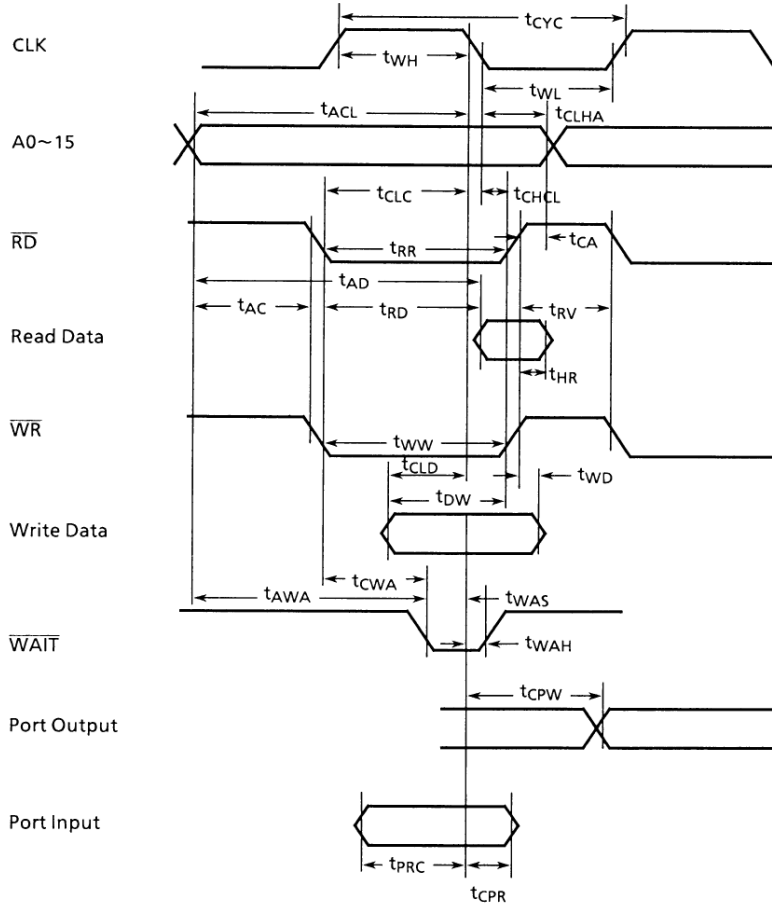 tCYC
CLK
tWH
tWL
tACL
tCLHA
A0~15
tCLC
tCHCL
RD
tRR
tCA
tAD
tAC
tRD
tRV
Read Data
tHR
WR
tWW
tCLD
tWD
tDW
Write Data
tCWA
tAWA
tWAS
WAIT
tWAH
tCPW
Port Output
Port Input
tPRC
tCPR